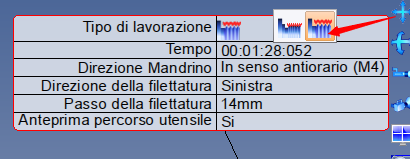 Tipo di lavorazione
Tempo 00:01:28:052
Direzione Mandrino In senso antiorario (M4)
Direzione della filettatura Sinistra
Passo della filettatura 14mm
Anteprima percorso utensile Si